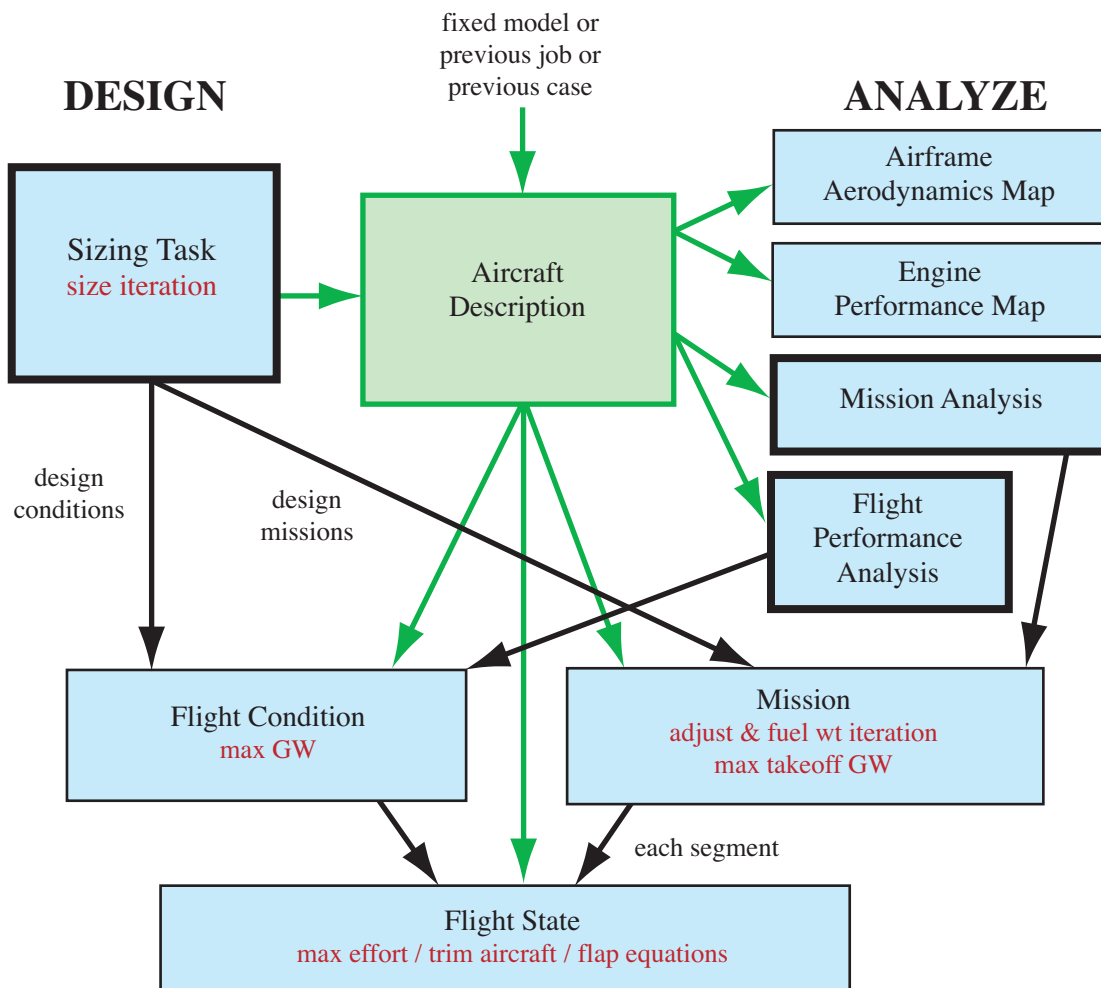 fixed model or
previous job or
previous case
DESIGN
ANALYZE
Airframe
Aerodynamics Map
Sizing Task
size iteration
Aircraft
Description
Engine
Performance Map
Mission Analysis
design
conditions
design
missions
Flight
Performance
Analysis
Flight Condition
max GW
Mission
adjust & fuel wt iteration
max takeoff GW
each segment
Flight State
max effort / trim aircraft / flap equations